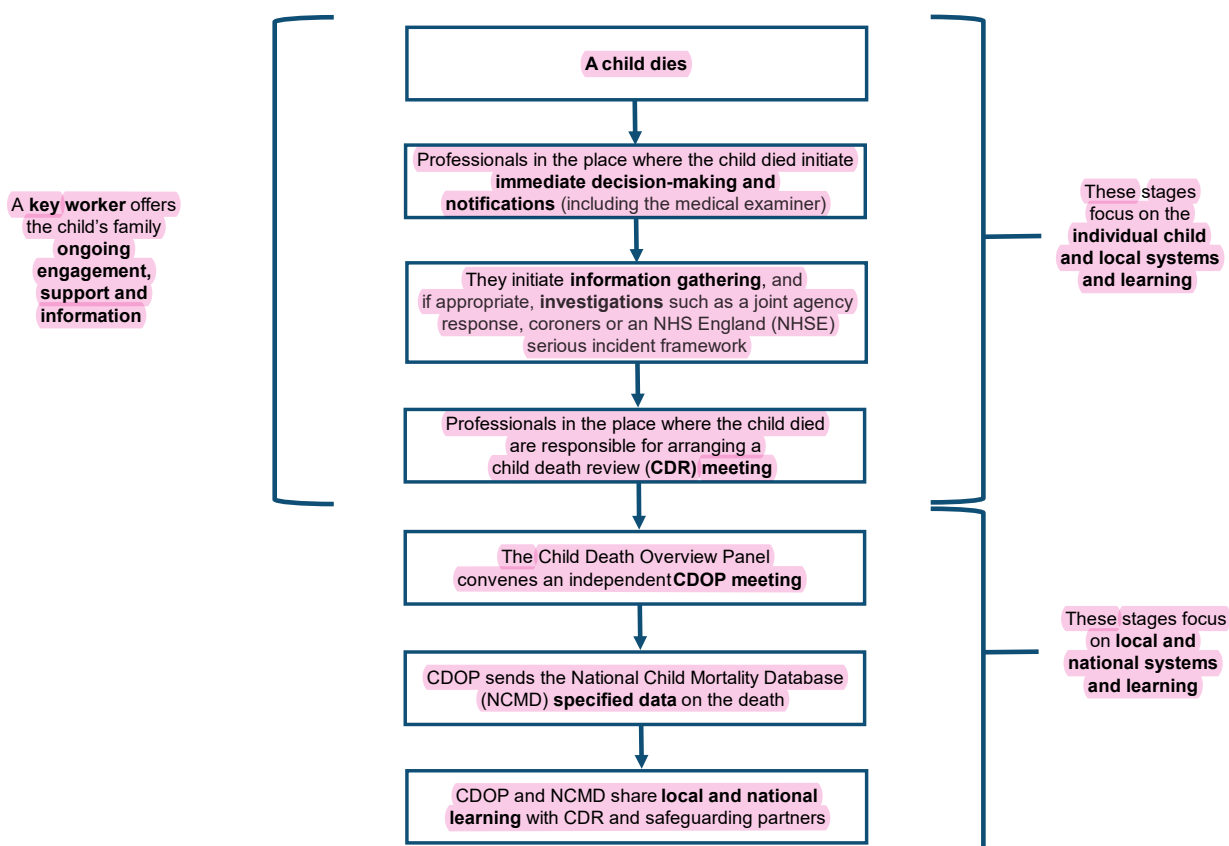 A child dies
Professionals in the place where the child died initiate
immediate decision-making and
notifications (including the medical examiner)
They initiate information gathering, and
if appropriate, investigations such as a joint agency
response, coroners or an NHS England (NHSE)
serious incident framework
Professionals in the place where the child died
are responsible for arranging a
child death review (CDR) meeting
The Child Death Overview Panel
convenes an independent CDOP meeting
CDOP sends the National Child Mortality Database
(NCMD) specified data on the death
CDOP and NCMD share local and national
learning with CDR and safeguarding partners
A key worker offers
the child’s family
ongoing
engagement,
support and
information
These stages
focus on the
individual child
and local systems
and learning
These stages focus
on local and
national systems
and learning